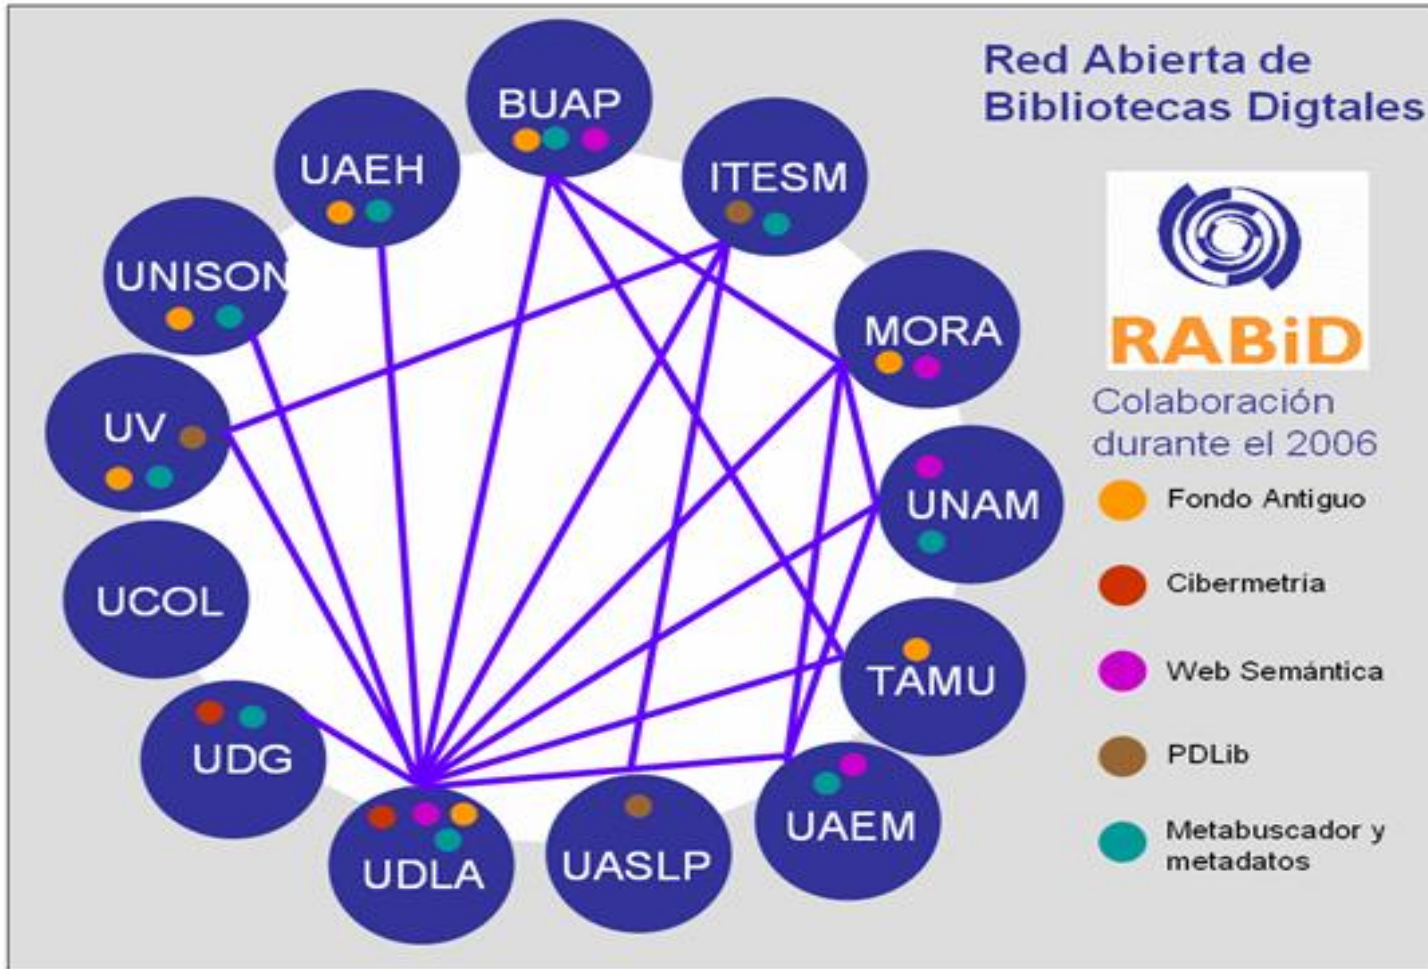 Red Abierta de
Bibliotecas Digtales
RABiD
Colaboración
durante el 2006
Fondo Antiguo
Cibermetría
Web Semántica
PDLib
Metabuscador y
metadatos
BUAP
UAEH
ITESM
UNISON
MORA
UV
UNAM
UCOL
TAMU
UDG
UAEM
UDLA
UASLP